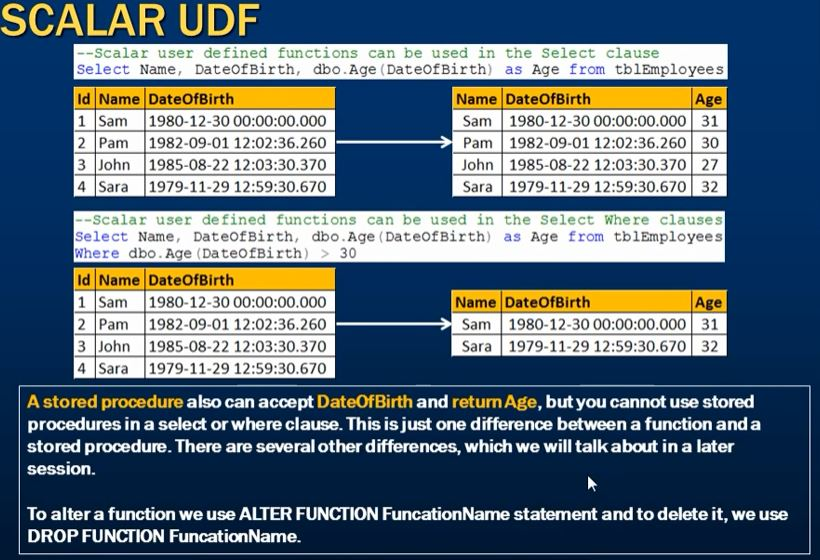 SCALAR UDF
--Scalar user defined functions can be used in the Select clause
Select Name, DateOfBirth, dbo.Age(DateOfBirth) as Age from tblEmployees
Id Name DateOfBirth
1 Sam 1980-12-30 00:00:00.000
2 Pam 1982-09-01 12:02:36.260
3 John 1985-08-22 12:03:30.370
4 Sara 1979-11-29 12:59:30.670
Name DateOfBirth Age
Sam 1980-12-30 00:00:00.000 31
Pam 1982-09-01 12:02:36.260 30
John 1985-08-22 12:03:30.370 27
Sara 1979-11-29 12:59:30.670 32
--Scalar user defined functions can be used in the Select Where clauses
Select Name, DateOfBirth, dbo.Age(DateOfBirth) as Age from tblEmployees
Where dbo.Age(DateOfBirth) > 30
Id Name DateOfBirth
1 Sam 1980-12-30 00:00:00.000
2 Pam 1982-09-01 12:02:36.260
3 John 1985-08-22 12:03:30.370
4 Sara 1979-11-29 12:59:30.670
Name DateOfBirth Age
Sam 1980-12-30 00:00:00.000 31
Sara 1979-11-29 12:59:30.670 32
A stored procedure also can accept DateOfBirth and return Age, but you cannot use stored
procedures in a select or where clause. This is just one difference between a function and a
stored procedure. There are several other differences, which we will talk about in a later
session.
To alter a function we use ALTER FUNCTION FuncationName statement and to delete it, we use
DROP FUNCTION FuncationName.